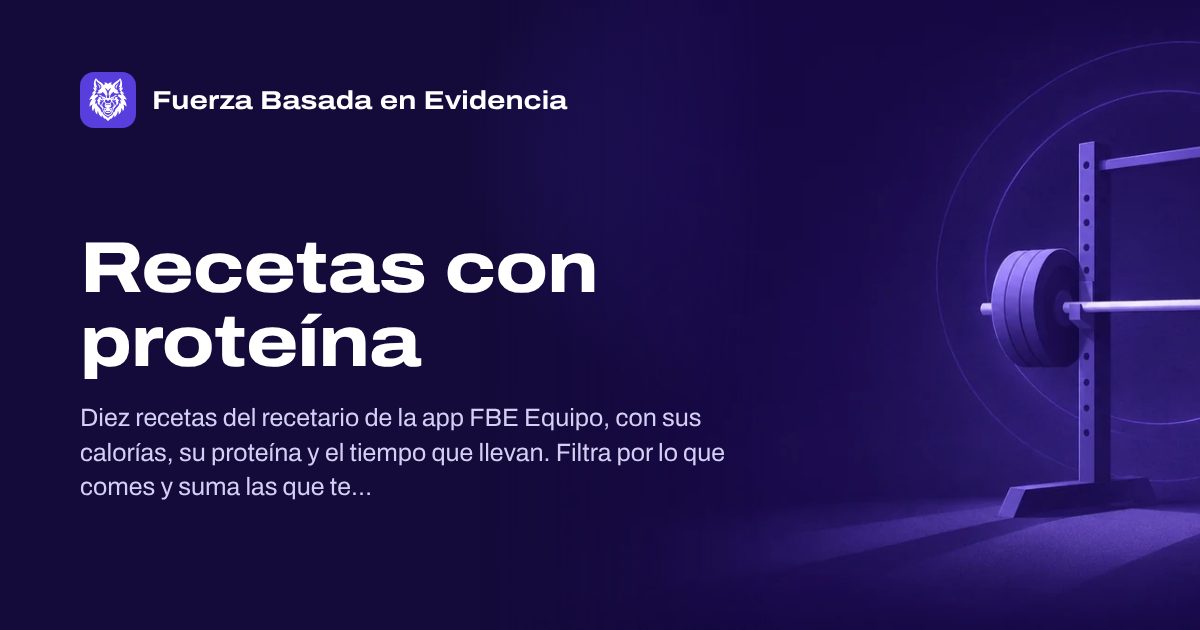 Fuerza Basada en Evidencia
Recetas con
proteína
Diez recetas del recetario de la app FBE Equipo, con sus
calorías, su proteína y el tiempo que llevan. Filtra por lo que
comes y suma las que te...